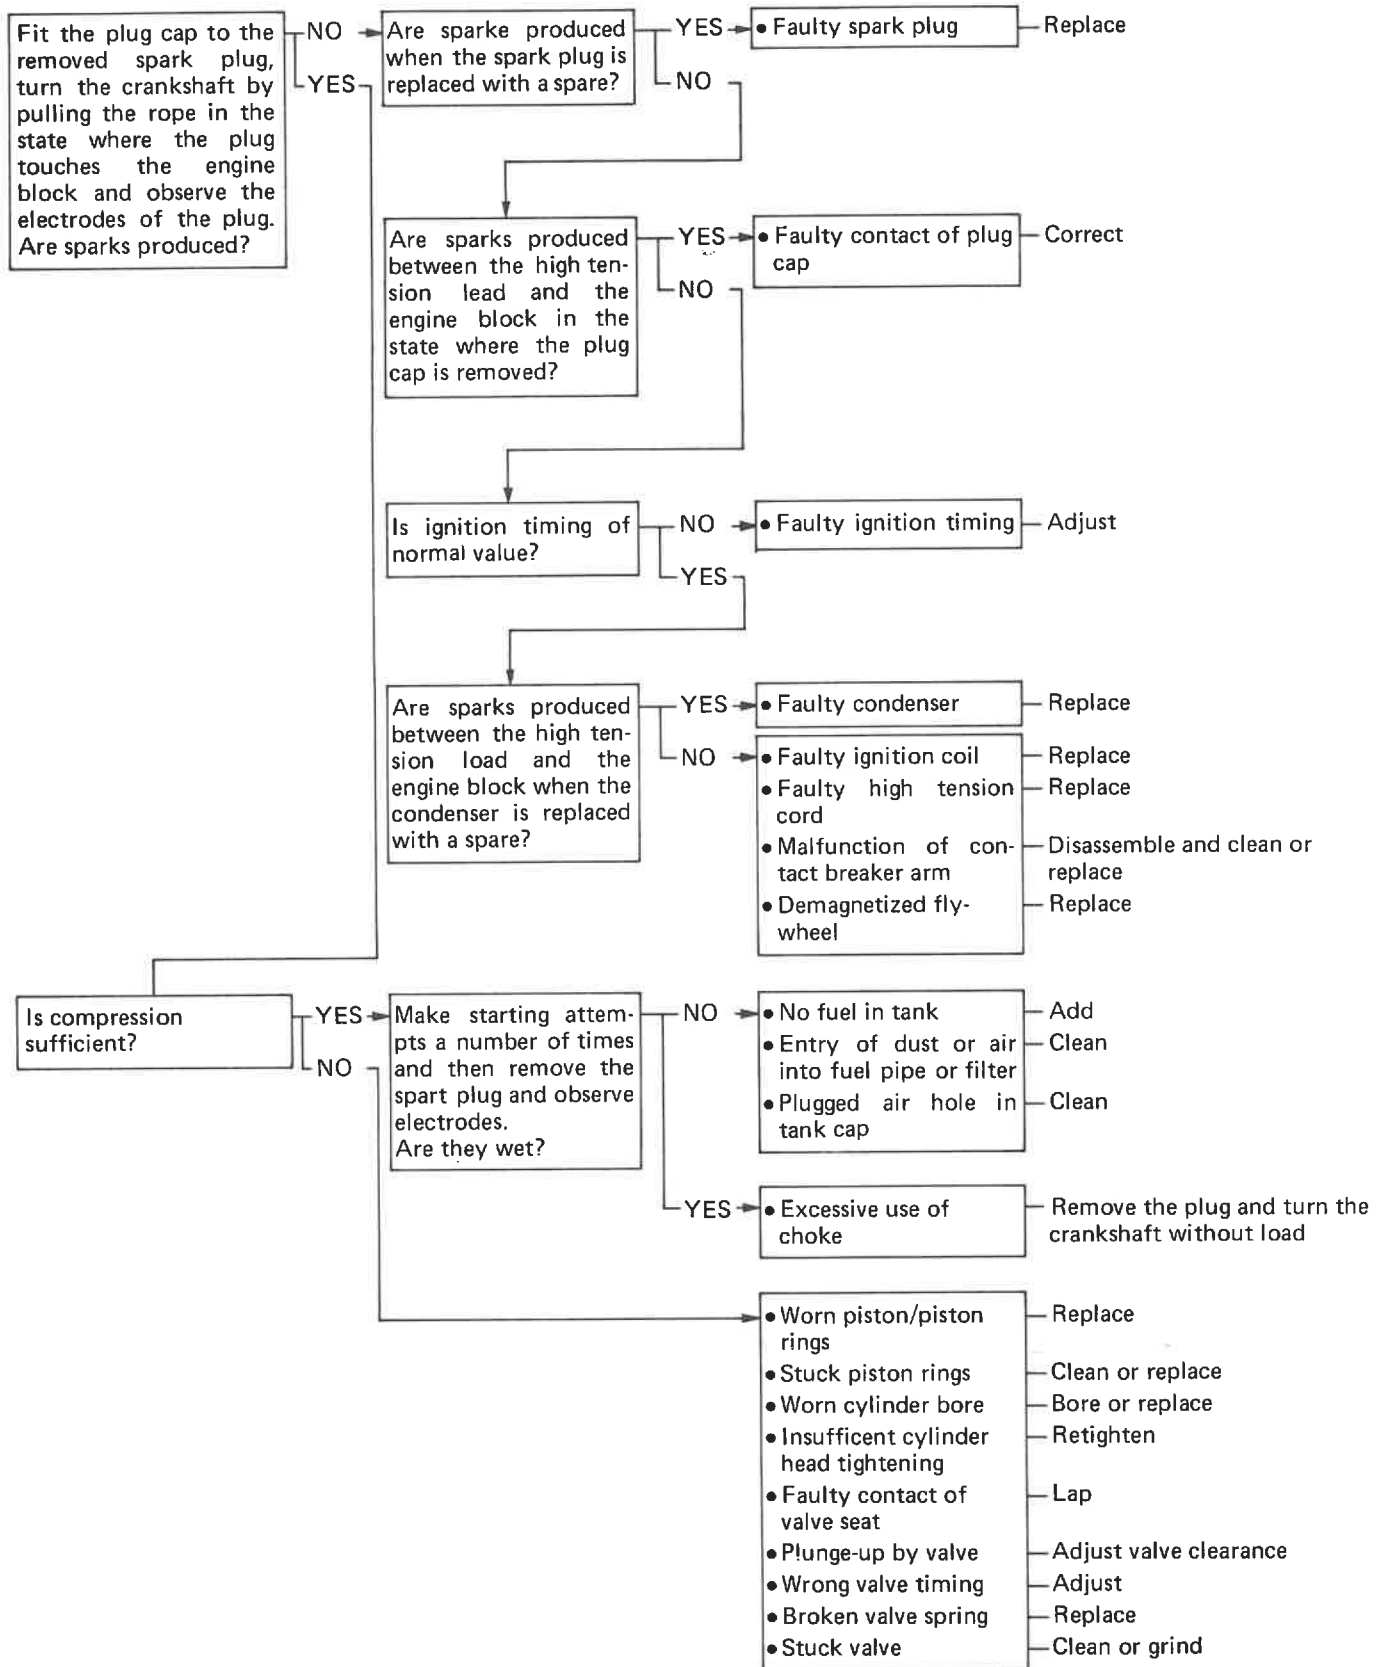 Fit the plug cap to the
removed spark plug,
turn the crankshaft by
pulling the rope in the
state where the plug
touches the engine
block and observe the
electrodes of the plug.
Are sparks produced?
NO
YES
Are sparke produced
when the spark plug is
replaced with a spare?
YES
NO
• Faulty spark plug
Replace
Are sparks produced
between the high ten-
sion lead and the
engine block in the
state where the plug
cap is removed?
YES
NO
• Faulty contact of plug
cap
Correct
Is ignition timing of
normal value?
NO
YES
• Faulty ignition timing
Adjust
Are sparks produced
between the high ten-
sion load and the
engine block when the
condenser is replaced
with a spare?
YES
NO
• Faulty condenser
Replace
• Faulty ignition coil
Replace
• Faulty high tension
cord
Replace
• Malfunction of con-
tact breaker arm
Disassemble and clean or
replace
• Demagnetized fly-
wheel
Replace
Is compression
sufficient?
YES
NO
Make starting attem-
pts a number of times
and then remove the
spart plug and observe
electrodes.
Are they wet?
NO
YES
• No fuel in tank
Add
• Entry of dust or air
into fuel pipe or filter
Clean
• Plugged air hole in
tank cap
Clean
• Excessive use of
choke
Remove the plug and turn the
crankshaft without load
• Worn piston/piston
rings
Replace
• Stuck piston rings
Clean or replace
• Worn cylinder bore
Bore or replace
• Insufficent cylinder
head tightening
Retighten
• Faulty contact of
valve seat
Lap
• Plunge-up by valve
Adjust valve clearance
• Wrong valve timing
Adjust
• Broken valve spring
Replace
• Stuck valve
Clean or grind